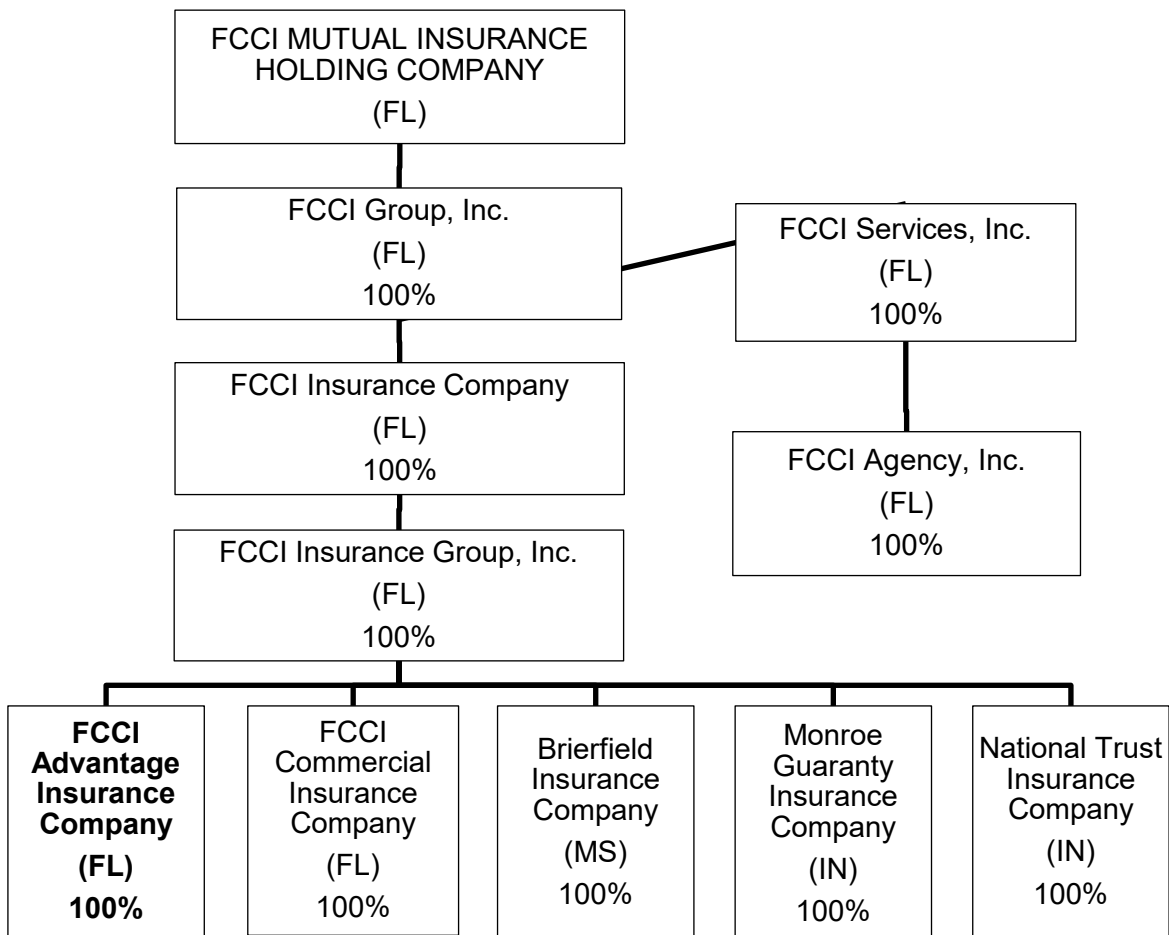 FCCI MUTUAL INSURANCE
HOLDING COMPANY
(FL)
FCCI Group, Inc.
(FL)
100%
FCCI Services, Inc.
(FL)
100%
FCCI Insurance Company
(FL)
100%
FCCI Agency, Inc.
(FL)
100%
FCCI Insurance Group, Inc.
(FL)
100%
FCCI
Advantage
Insurance
Company
(FL)
100%
FCCI
Commercial
Insurance
Company
(FL)
100%
Brierfield
Insurance
Company
(MS)
100%
Monroe
Guaranty
Insurance
Company
(IN)
100%
National Trust
Insurance
Company
(IN)
100%